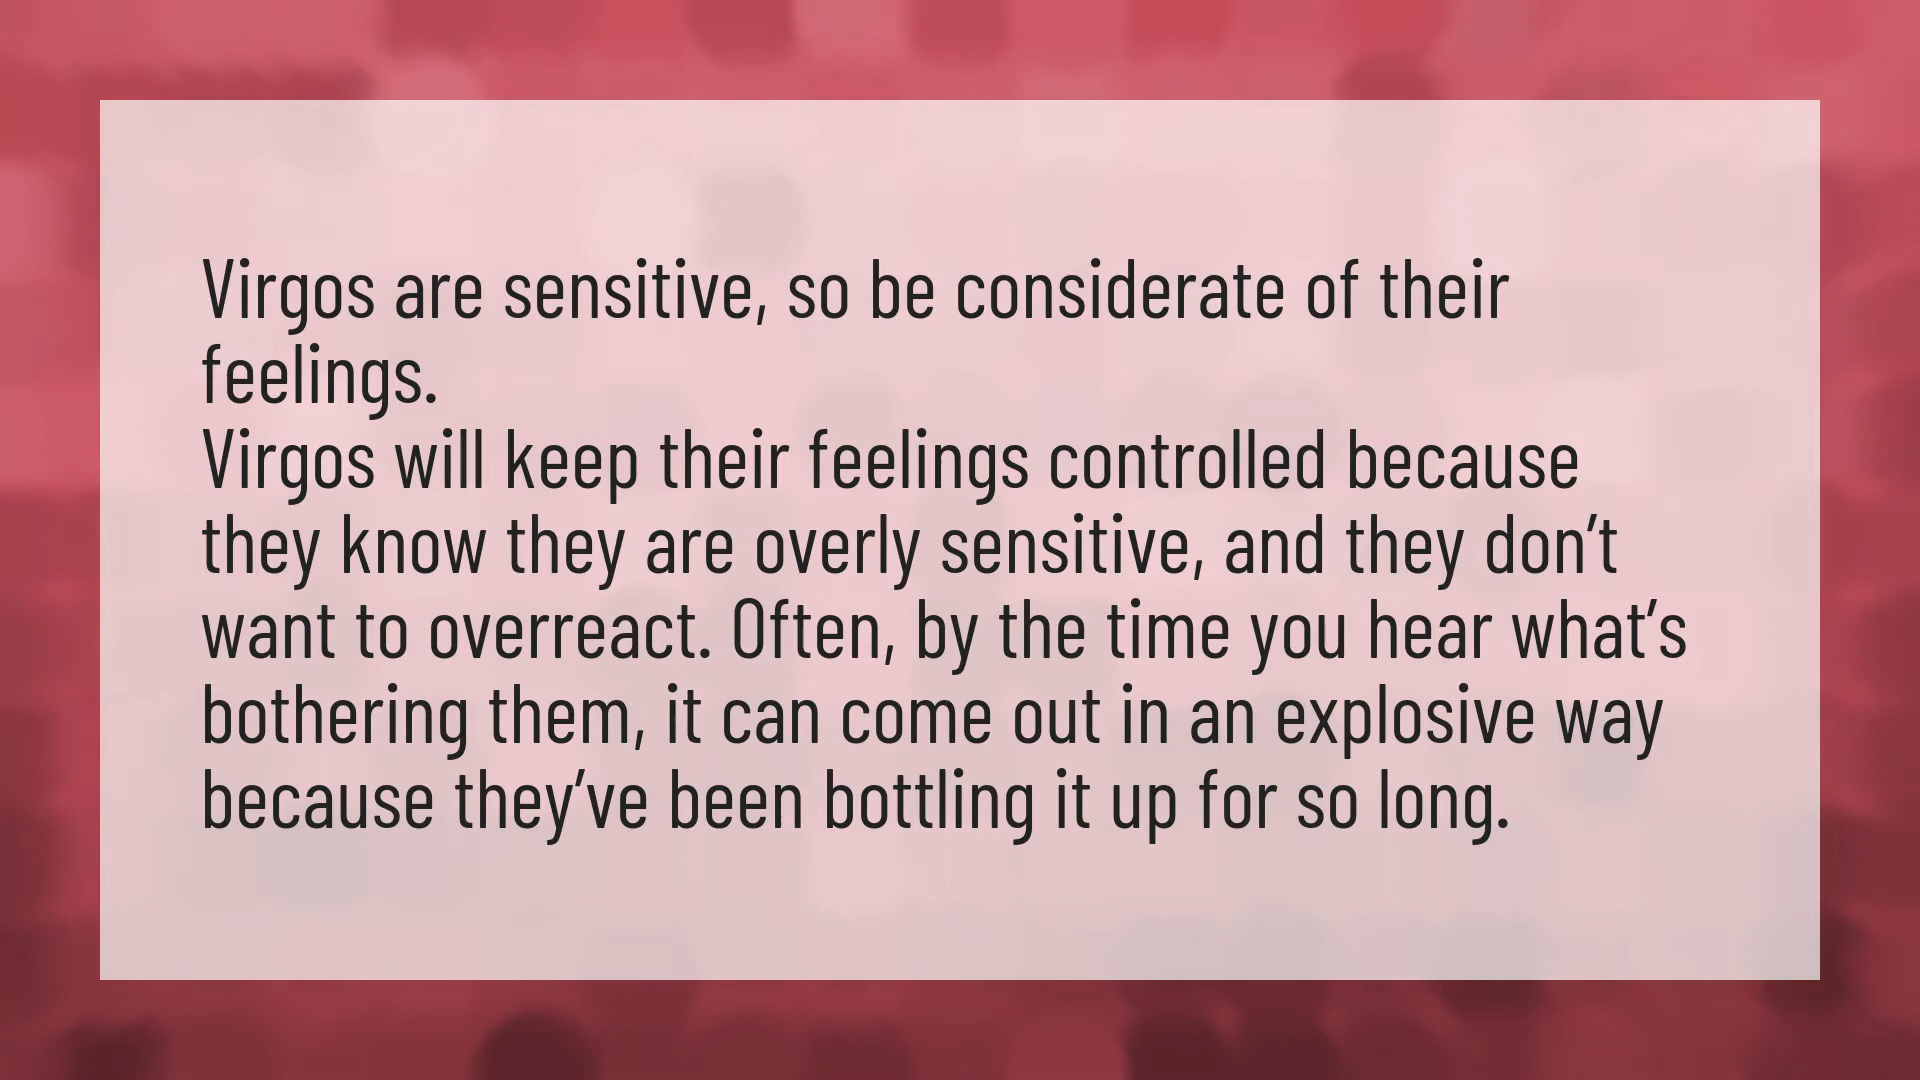 Virgos are sensitive, so be considerate of their
feelings.
Virgos will keep their feelings controlled because
they know they are overly sensitive, and they don’t
want to overreact. Often, by the time you hear what’s
bothering them, it can come out in an explosive way
because they’ve been bottling it up for so long.